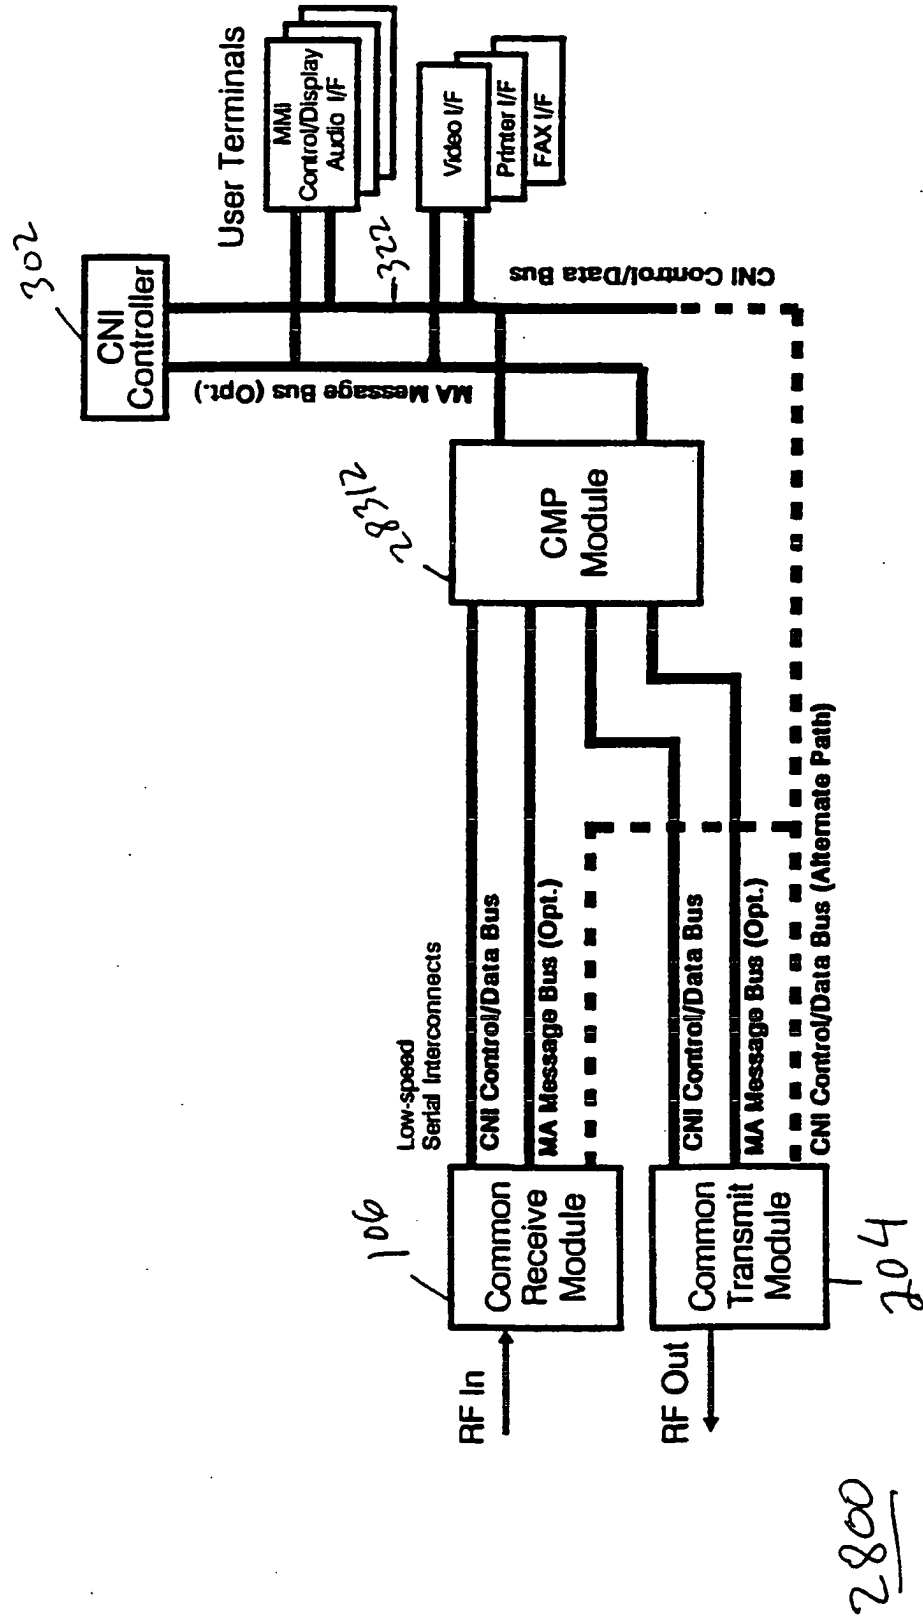 302
CNI
Controller
User Terminals
MMI
Control/Display
Audio I/F
Video I/F
Printer I/F
FAX I/F
MA Message Bus (Opt.)
322
CNI Control/Data Bus
28312
CMP
Module
Low-speed
Serial Interconnects
CNI Control/Data Bus
MA Message Bus (Opt.)
106
Common
Receive
Module
RF In
CNI Control/Data Bus
MA Message Bus (Opt.)
CNI Control/Data Bus (Alternate Path)
Common
Transmit
Module
204
RF Out
2800